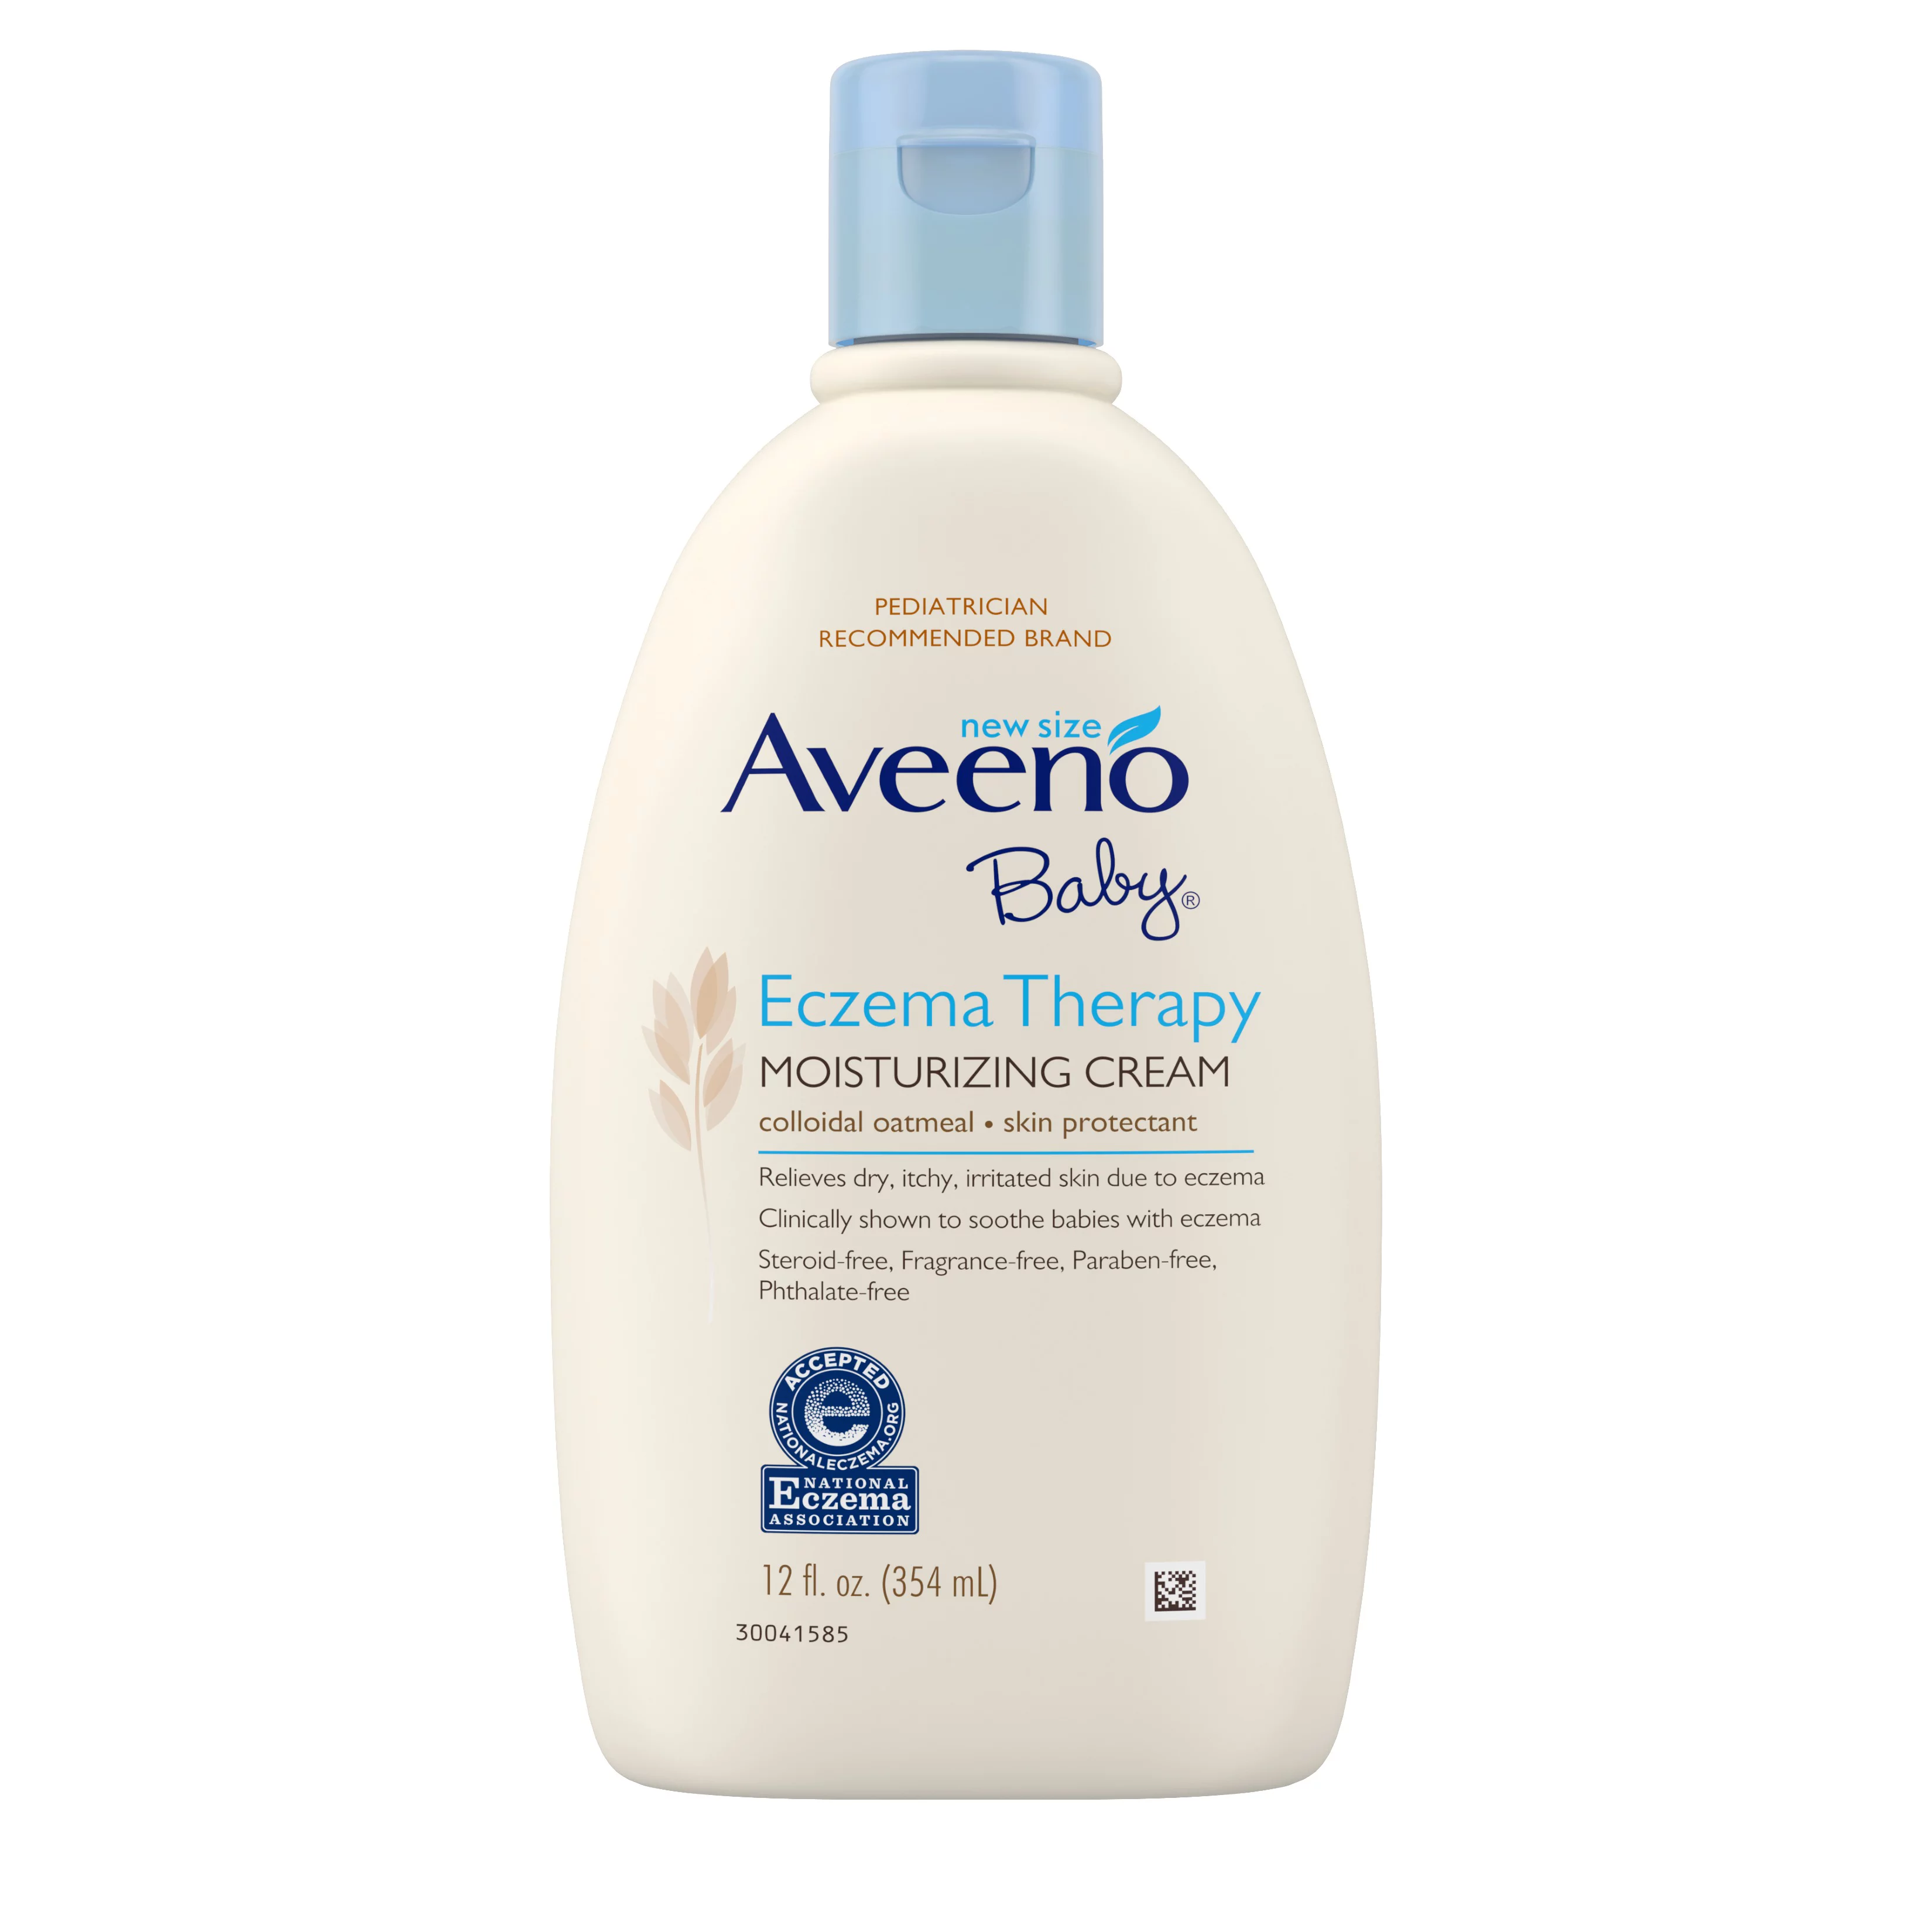 PEDIATRICIAN
RECOMMENDED BRAND
new size
Aveeno
Baby®
Eczema Therapy
MOISTURIZING CREAM
colloidal oatmeal • skin protectant
Relieves dry, itchy, irritated skin due to eczema
Clinically shown to soothe babies with eczema
Steroid-free, Fragrance-free, Paraben-free,
Phthalate-free
ACCEPTED
e
NATIONALECZEMA.ORG
NATIONAL
Eczema
ASSOCIATION
12 fl. oz. (354 mL)
30041585